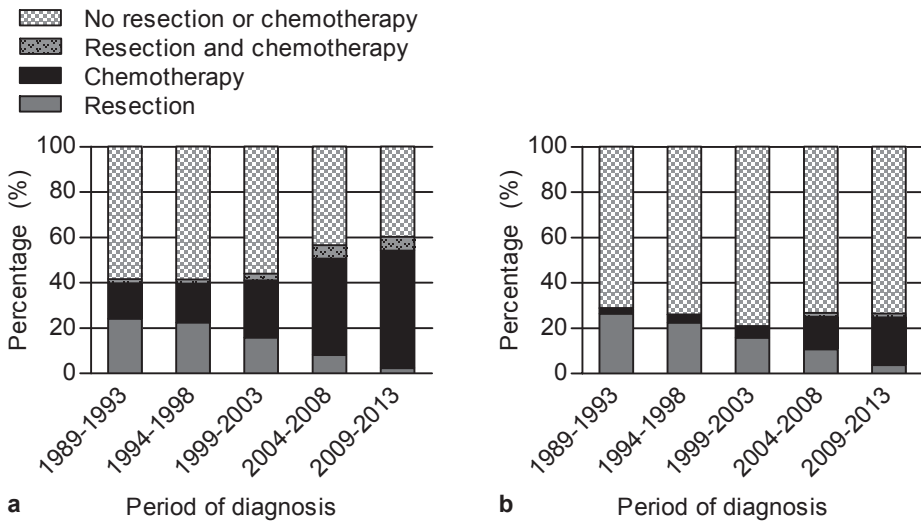 No resection or chemotherapy
Resection and chemotherapy
Chemotherapy
Resection
Percentage (%)
100
80
60
40
20
0
1989-1993
1994-1998
1999-2003
2004-2008
2009-2013
a
Period of diagnosis
Percentage (%)
100
80
60
40
20
0
1989-1993
1994-1998
1999-2003
2004-2008
2009-2013
b
Period of diagnosis